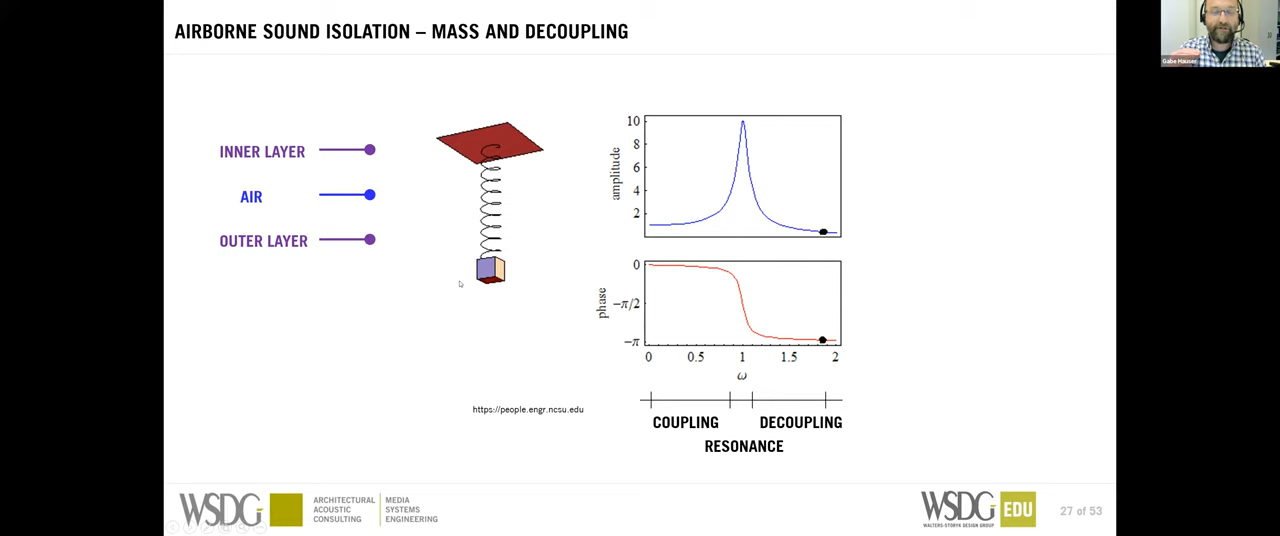 AIRBORNE SOUND ISOLATION – MASS AND DECOUPLING
Gabe Hauser
INNER LAYER
AIR
OUTER LAYER
10
8
6
4
2
amplitude
0
−π/2
−π
phase
0 0.5 1 1.5 2
ω
COUPLING DECOUPLING
RESONANCE
https://people.engr.ncsu.edu
WSDG
ARCHITECTURAL
ACOUSTIC
CONSULTING
MEDIA
SYSTEMS
ENGINEERING
WSDG EDU
WALTERS-STORYK DESIGN GROUP
27 of 53